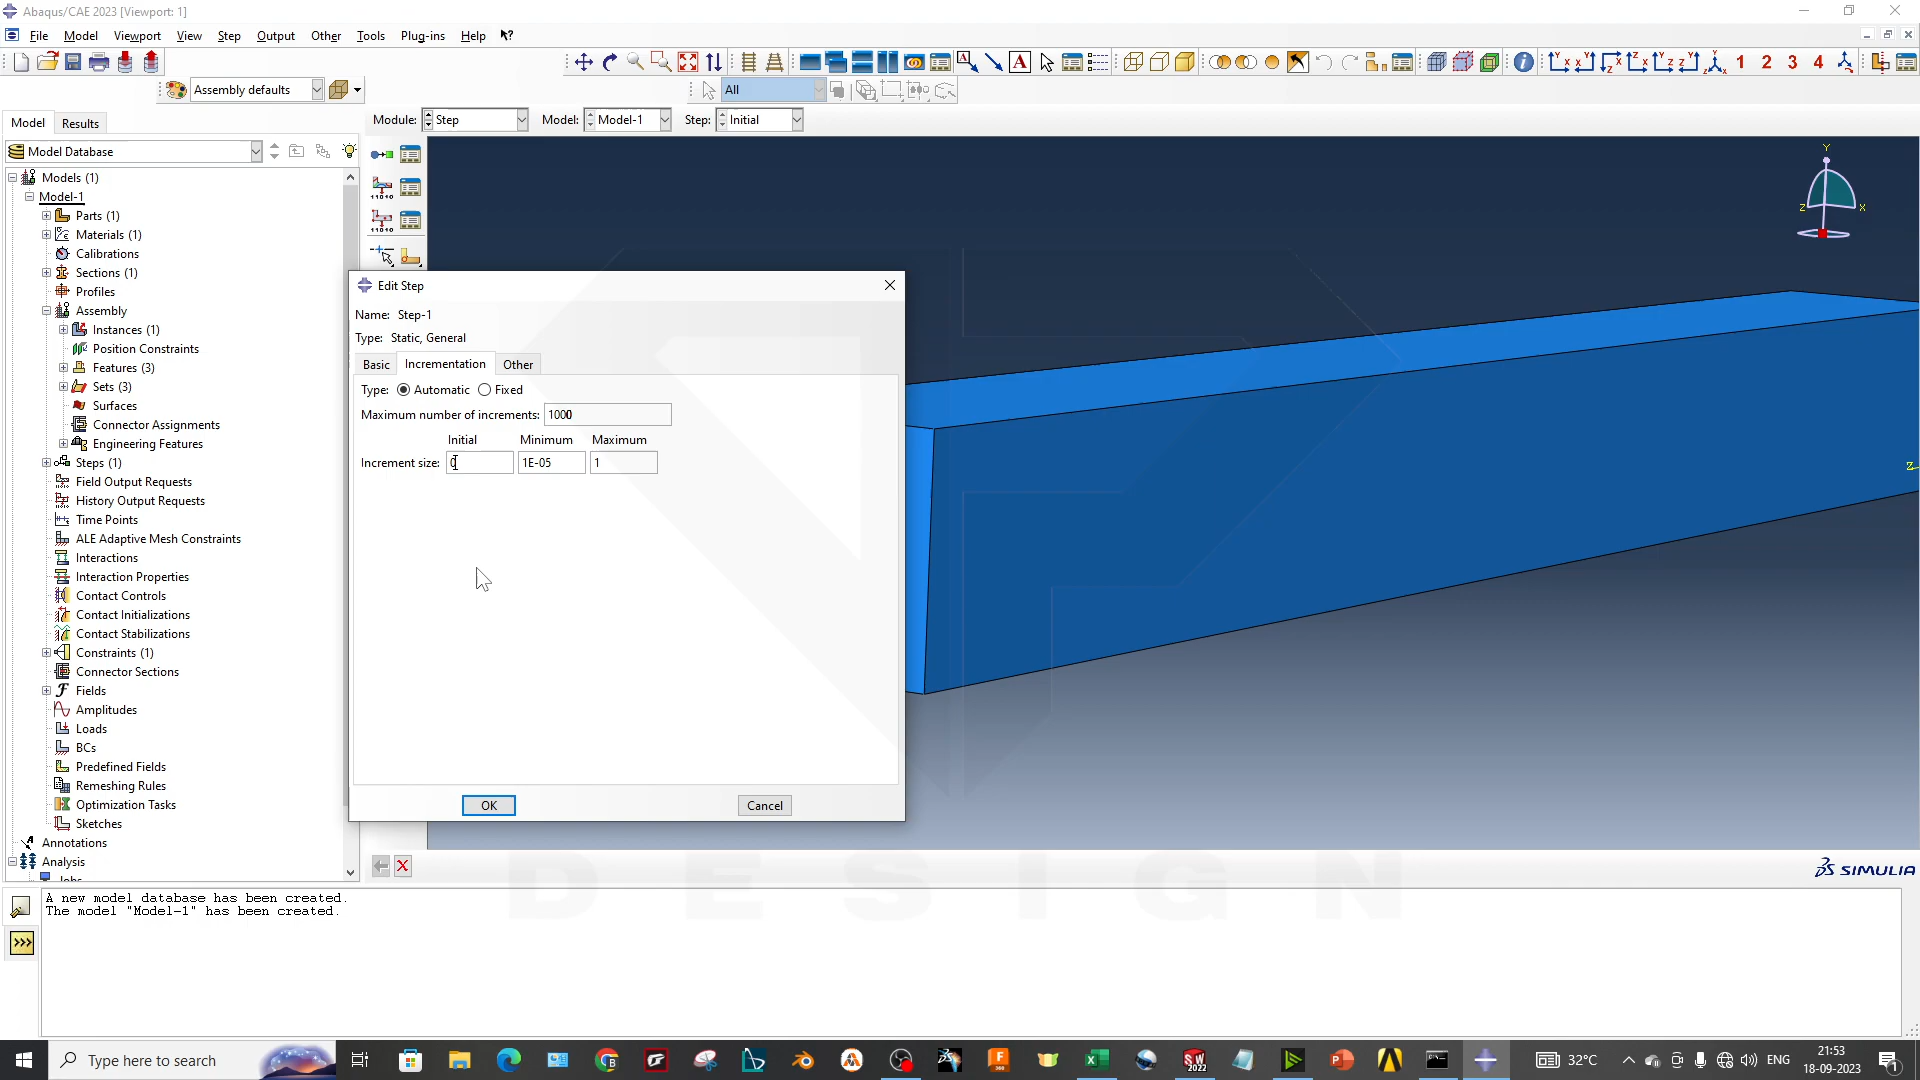 Abaqus/CAE 2023 [Viewport: 1]
File Model Viewport View Step Output Other Tools Plug-ins Help
1 2 3 4
Assembly defaults
All
Model Results
Module: Step Model: Model-1 Step: Initial
Model Database
Models (1)
Model-1
Parts (1)
Materials (1)
Calibrations
Sections (1)
Profiles
Assembly
Instances (1)
Position Constraints
Features (3)
Sets (3)
Surfaces
Connector Assignments
Engineering Features
Steps (1)
Field Output Requests
History Output Requests
Time Points
ALE Adaptive Mesh Constraints
Interactions
Interaction Properties
Contact Controls
Contact Initializations
Contact Stabilizations
Constraints (1)
Connector Sections
Fields
Amplitudes
Loads
BCs
Predefined Fields
Remeshing Rules
Optimization Tasks
Sketches
Annotations
Analysis
Jobs
Edit Step
Name: Step-1
Type: Static, General
Basic Incrementation Other
Type: Automatic Fixed
Maximum number of increments: 1000
Initial Minimum Maximum
Increment size: 0 1E-05 1
OK Cancel
Y
Z X
Z
SIMULIA
DESIGN
A new model database has been created.
The model "Model-1" has been created.
>>>
Type here to search
32°C
ENG
21:53
18-09-2023